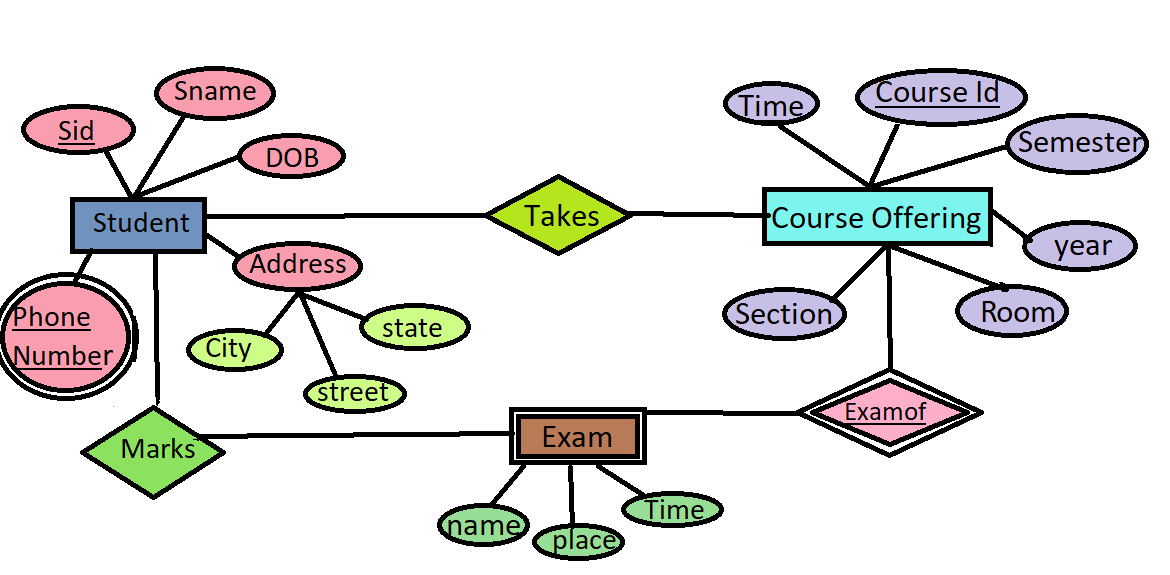 Sname
Time
Course Id
Sid
DOB
Semester
Student
Takes
Course Offering
year
Address
Phone
Number
Section
Room
state
City
street
Examof
Marks
Exam
name
Time
place